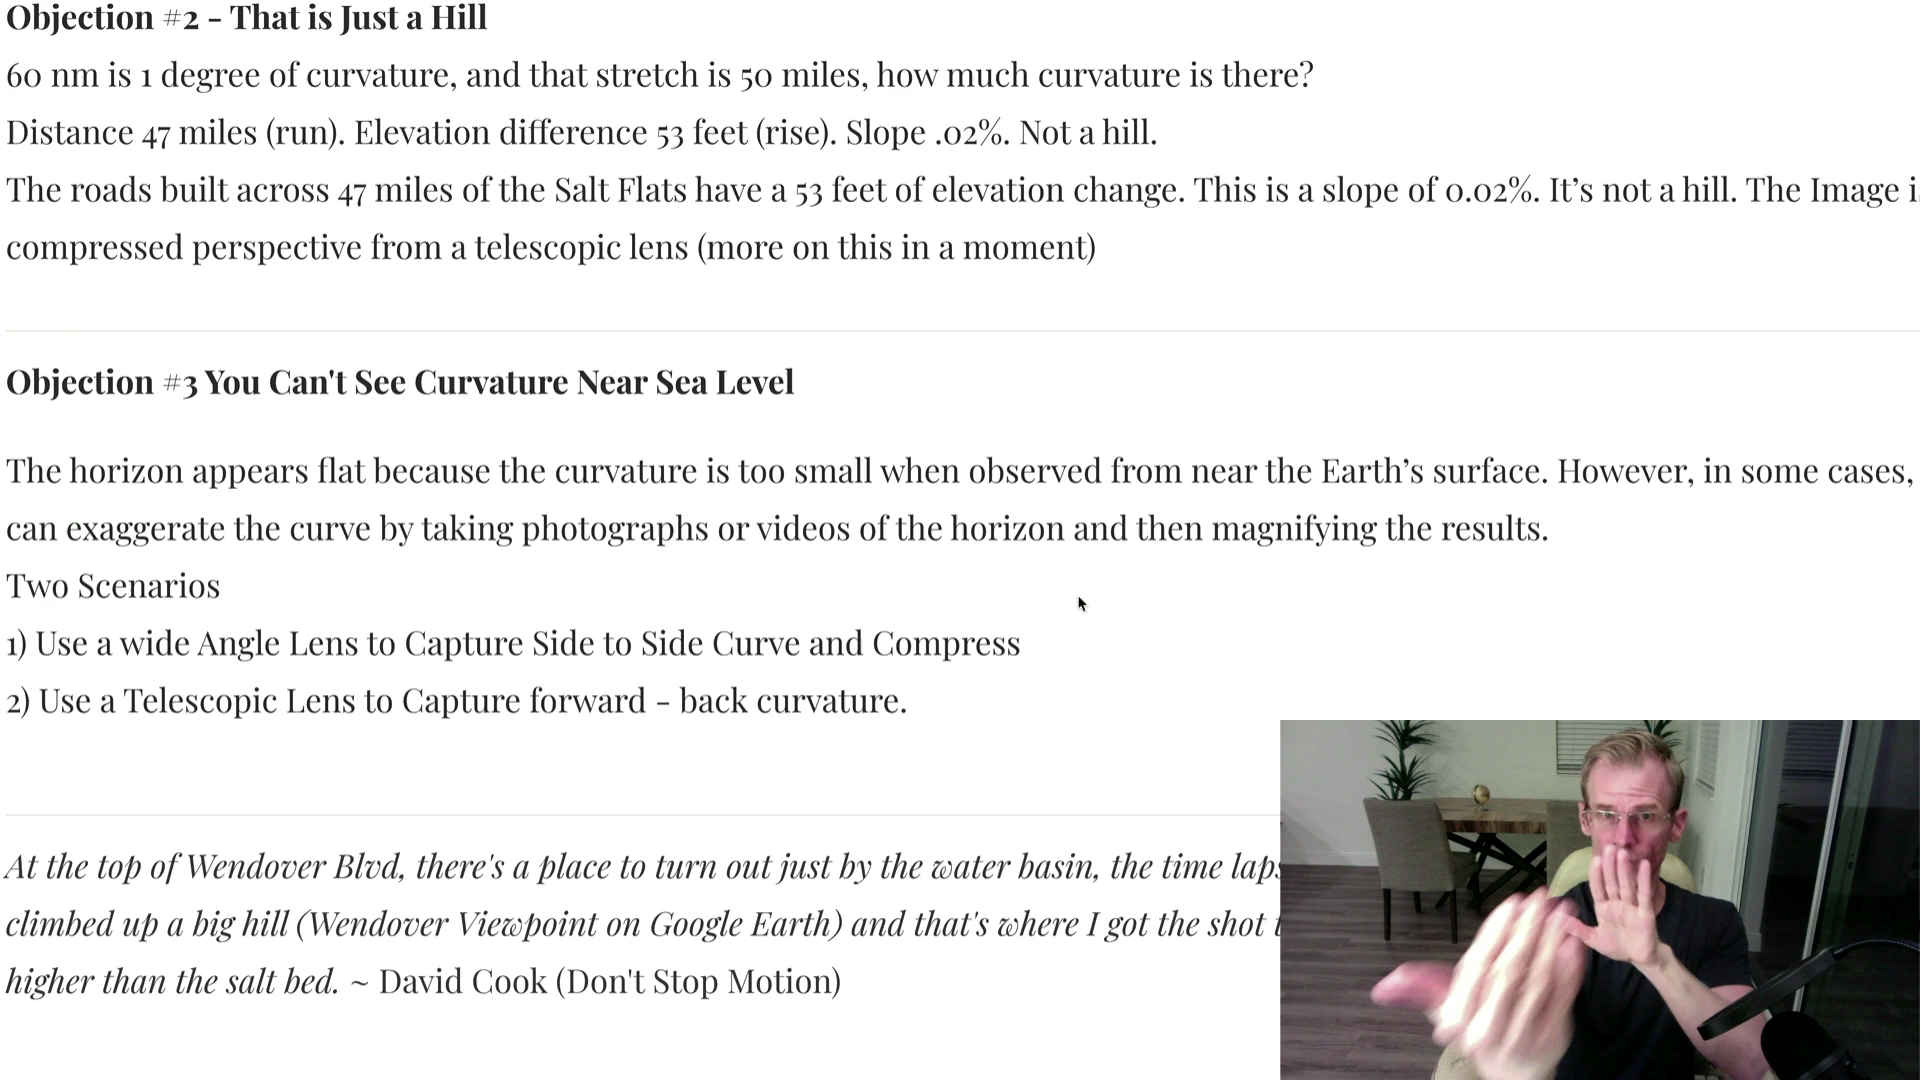 Objection #2 - That is Just a Hill
60 nm is 1 degree of curvature, and that stretch is 50 miles, how much curvature is there?
Distance 47 miles (run). Elevation difference 53 feet (rise). Slope .02%. Not a hill.
The roads built across 47 miles of the Salt Flats have a 53 feet of elevation change. This is a slope of 0.02%. It’s not a hill. The Image
compressed perspective from a telescopic lens (more on this in a moment)
Objection #3 You Can't See Curvature Near Sea Level
The horizon appears flat because the curvature is too small when observed from near the Earth’s surface. However, in some cases,
can exaggerate the curve by taking photographs or videos of the horizon and then magnifying the results.
Two Scenarios
1) Use a wide Angle Lens to Capture Side to Side Curve and Compress
2) Use a Telescopic Lens to Capture forward - back curvature.
At the top of Wendover Blvd, there's a place to turn out just by the water basin, the time
climbed up a big hill (Wendover Viewpoint on Google Earth) and that's where I got the shot
higher than the salt bed. ~ David Cook (Don't Stop Motion)